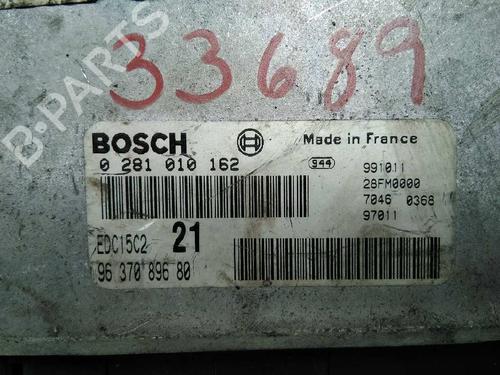 33689
B-PARTS
BOSCH
Made in France
0 281 010 162
944
991011
28FM0000
7046 0368
97011
EDC15C2 21
96 370 896 80